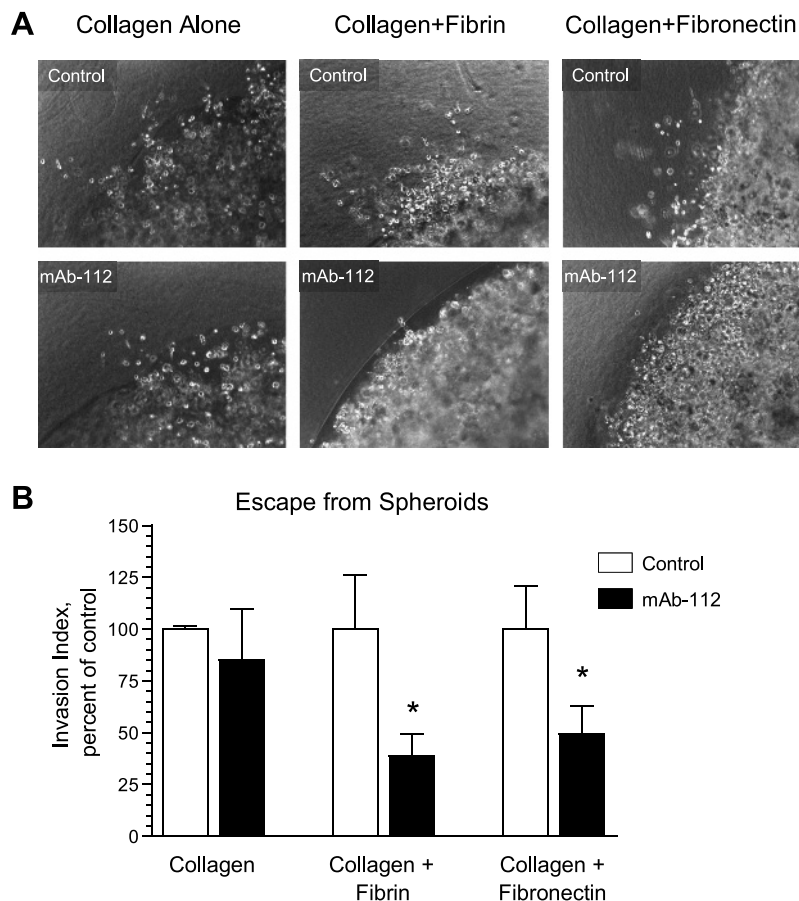 A
Collagen Alone
Collagen+Fibrin
Collagen+Fibronectin
Control
Control
Control
mAb-112
mAb-112
mAb-112
B
Escape from Spheroids
Invasion Index,
percent of control
150
125
100
75
50
25
0
*
*
Control
mAb-112
Collagen
Collagen +
Fibrin
Collagen +
Fibronectin